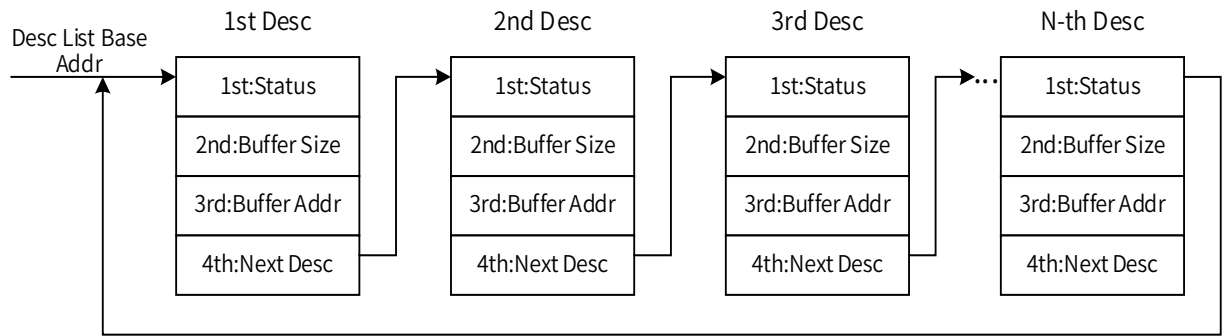 Desc List Base
Addr
1st Desc
1st:Status
2nd:Buffer Size
3rd:Buffer Addr
4th:Next Desc
2nd Desc
1st:Status
2nd:Buffer Size
3rd:Buffer Addr
4th:Next Desc
3rd Desc
1st:Status
2nd:Buffer Size
3rd:Buffer Addr
4th:Next Desc
...
N-th Desc
1st:Status
2nd:Buffer Size
3rd:Buffer Addr
4th:Next Desc